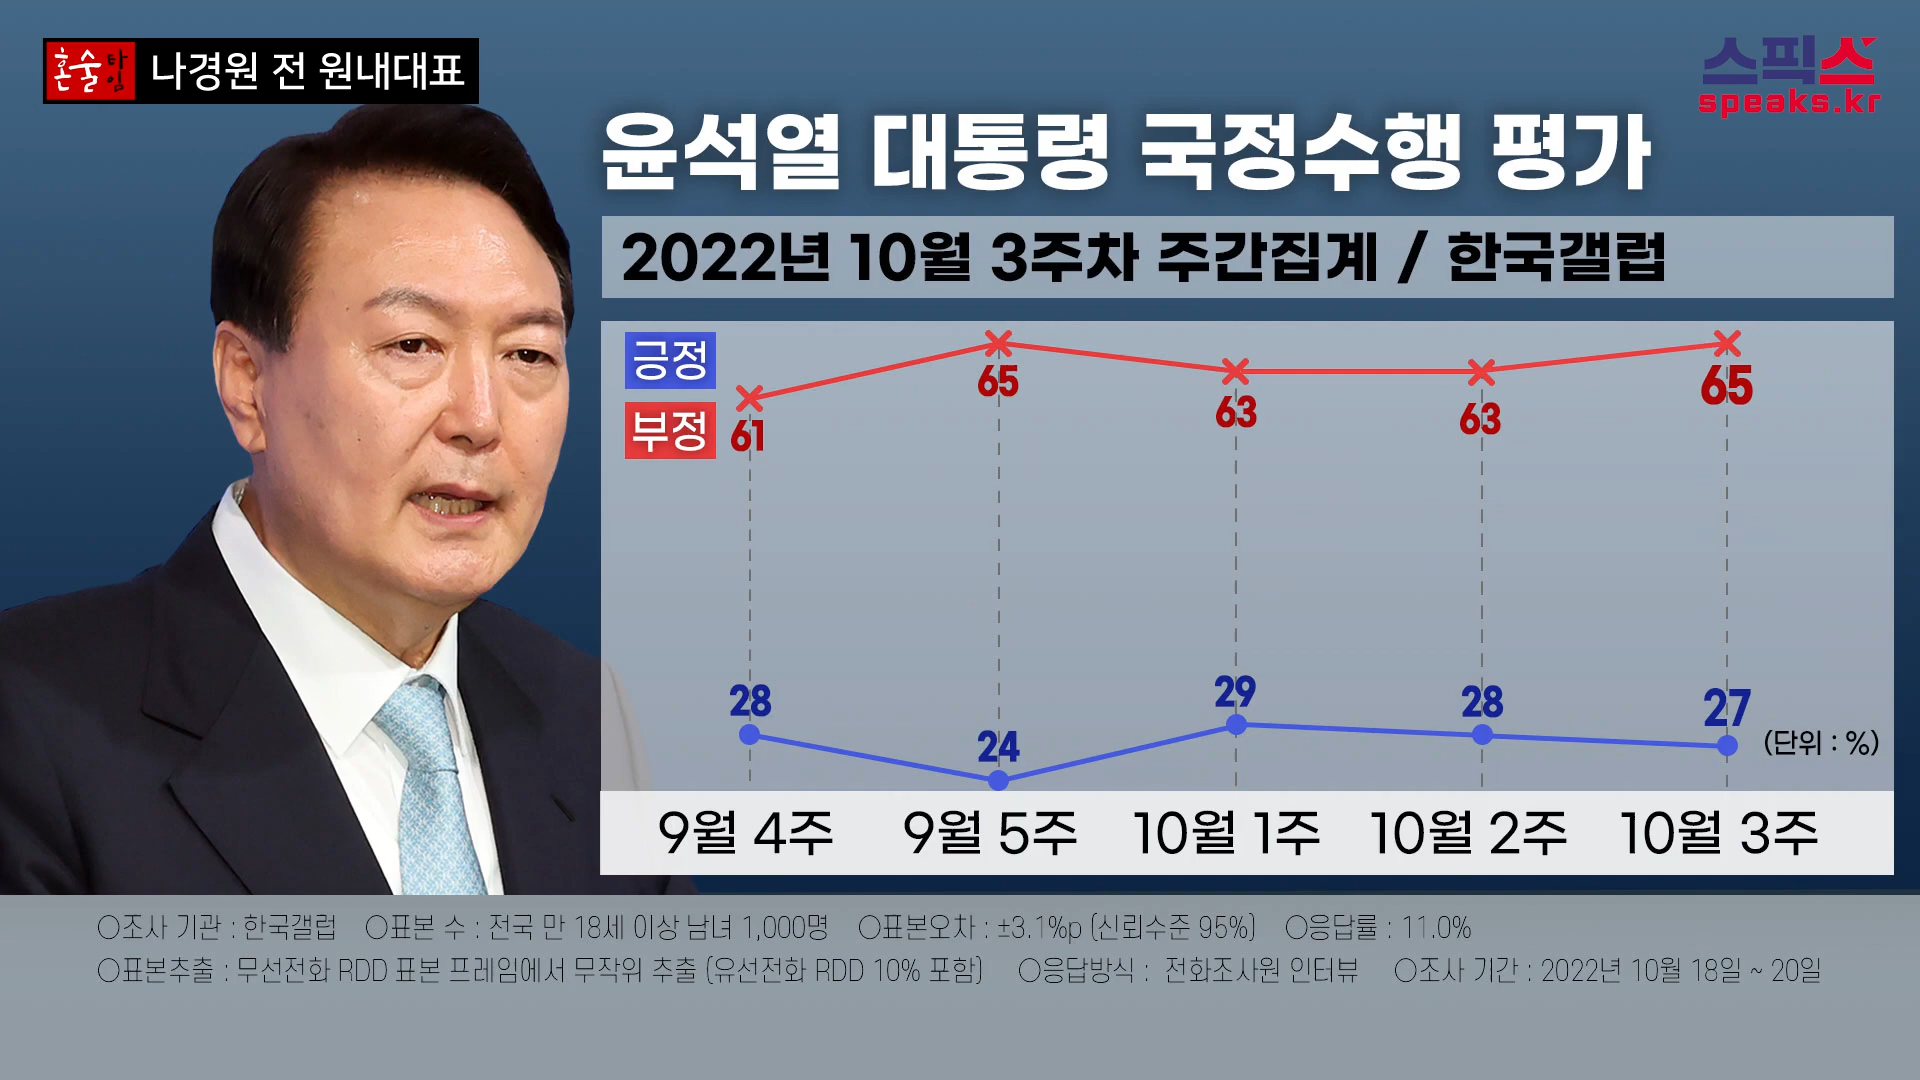 혼술타임 나경원 전 원내대표
스픽스
speaks.kr
윤석열 대통령 국정수행 평가
2022년 10월 3주차 주간집계 / 한국갤럽
긍정
부정
61 65 63 63 65
28 24 29 28 27
(단위 : %)
9월 4주 9월 5주 10월 1주 10월 2주 10월 3주
○조사 기관 : 한국갤럽 ○표본 수 : 전국 만 18세 이상 남녀 1,000명 ○표본오차 : ±3.1%p (신뢰수준 95%) ○응답률 : 11.0%
○표본추출 : 무선전화 RDD 표본 프레임에서 무작위 추출 (유선전화 RDD 10% 포함) ○응답방식 : 전화조사원 인터뷰 ○조사 기간 : 2022년 10월 18일 ~ 20일